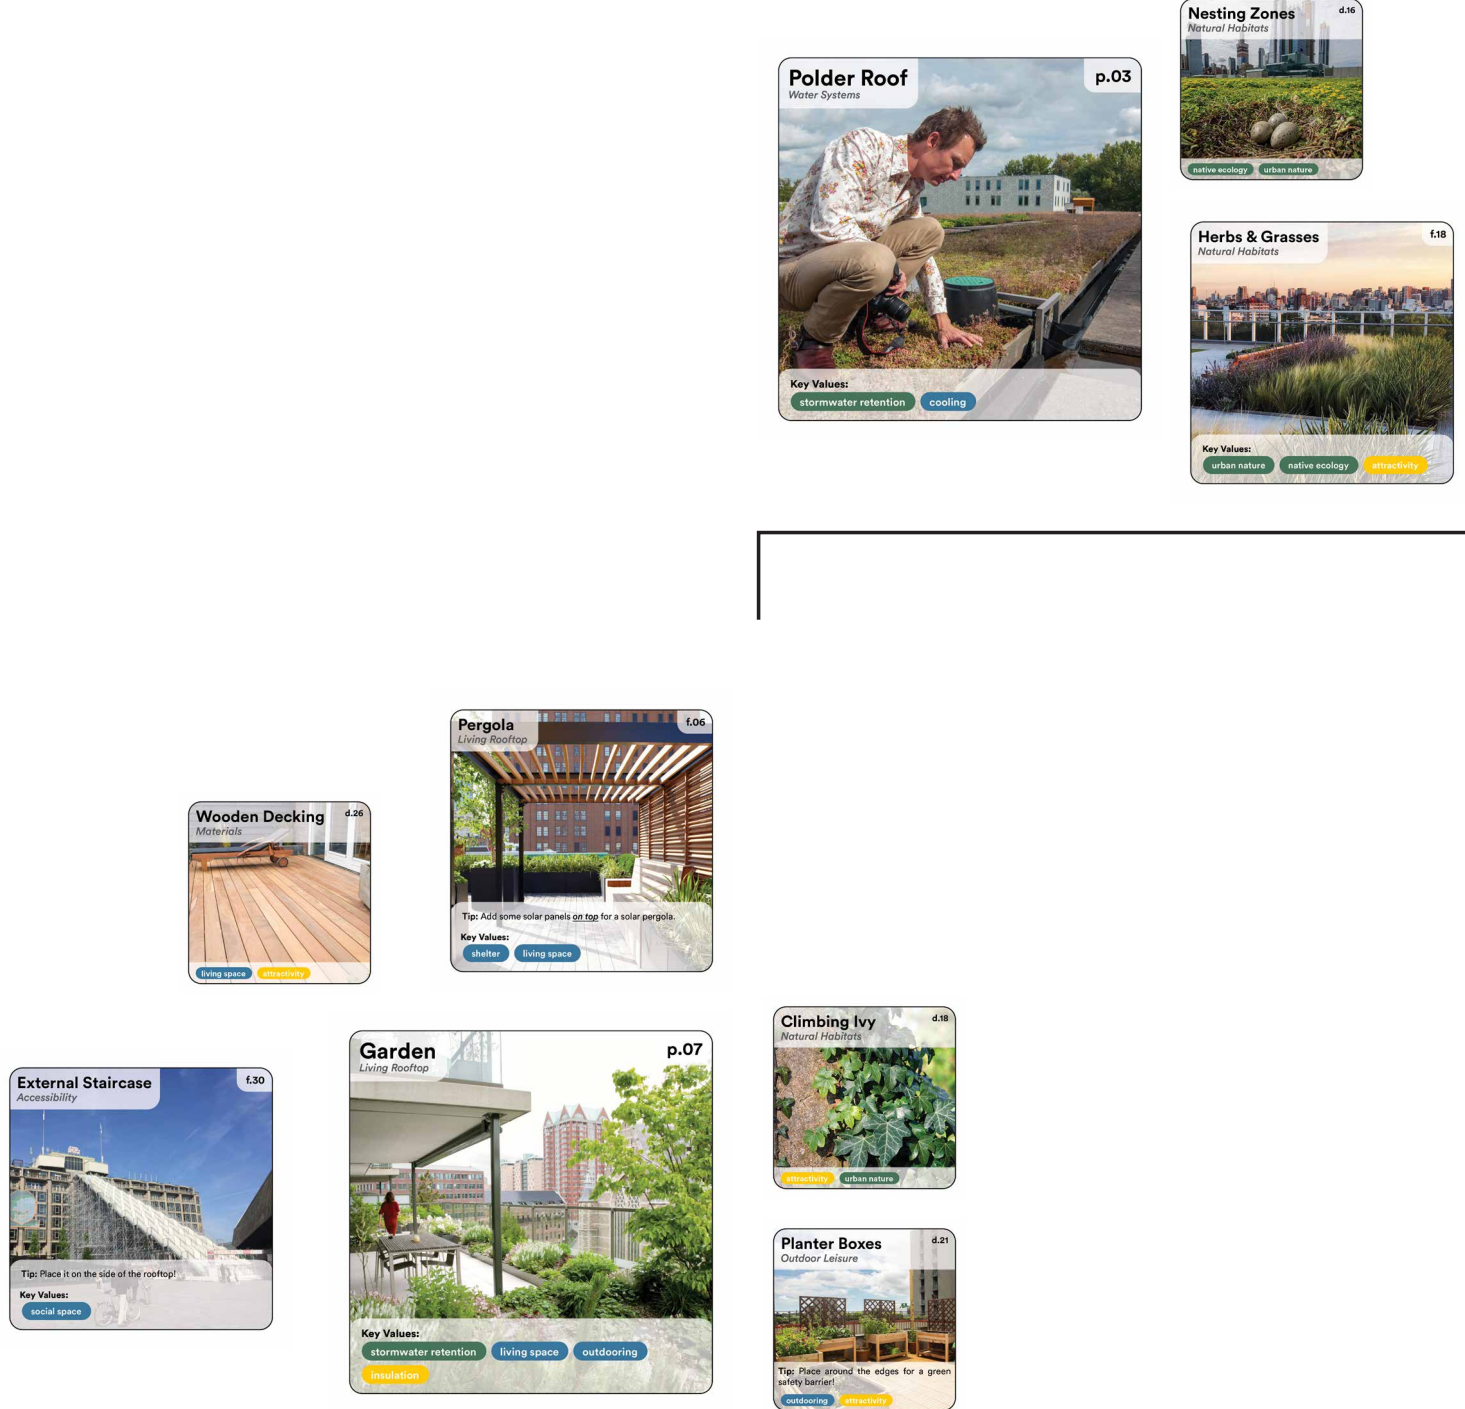 Nesting Zones
d.16
Natural Habitats
native ecology
urban nature
Polder Roof
p.03
Water Systems
Key Values:
stormwater retention
cooling
Herbs & Grasses
f.18
Natural Habitats
Key Values:
urban nature
native ecology
attractivity
Pergola
f.06
Living Rooftop
Tip: Add some solar panels on top for a solar pergola.
Key Values:
shelter
living space
Wooden Decking
d.26
Materials
living space
attractivity
External Staircase
f.30
Accessibility
Tip: Place it on the side of the rooftop!
Key Values:
social space
Garden
p.07
Living Rooftop
Key Values:
stormwater retention
living space
outdooring
insulation
Climbing Ivy
d.18
Natural Habitats
attractivity
urban nature
Planter Boxes
d.21
Outdoor Leisure
Tip: Place around the edges for a green
safety barrier!
outdooring
attractivity